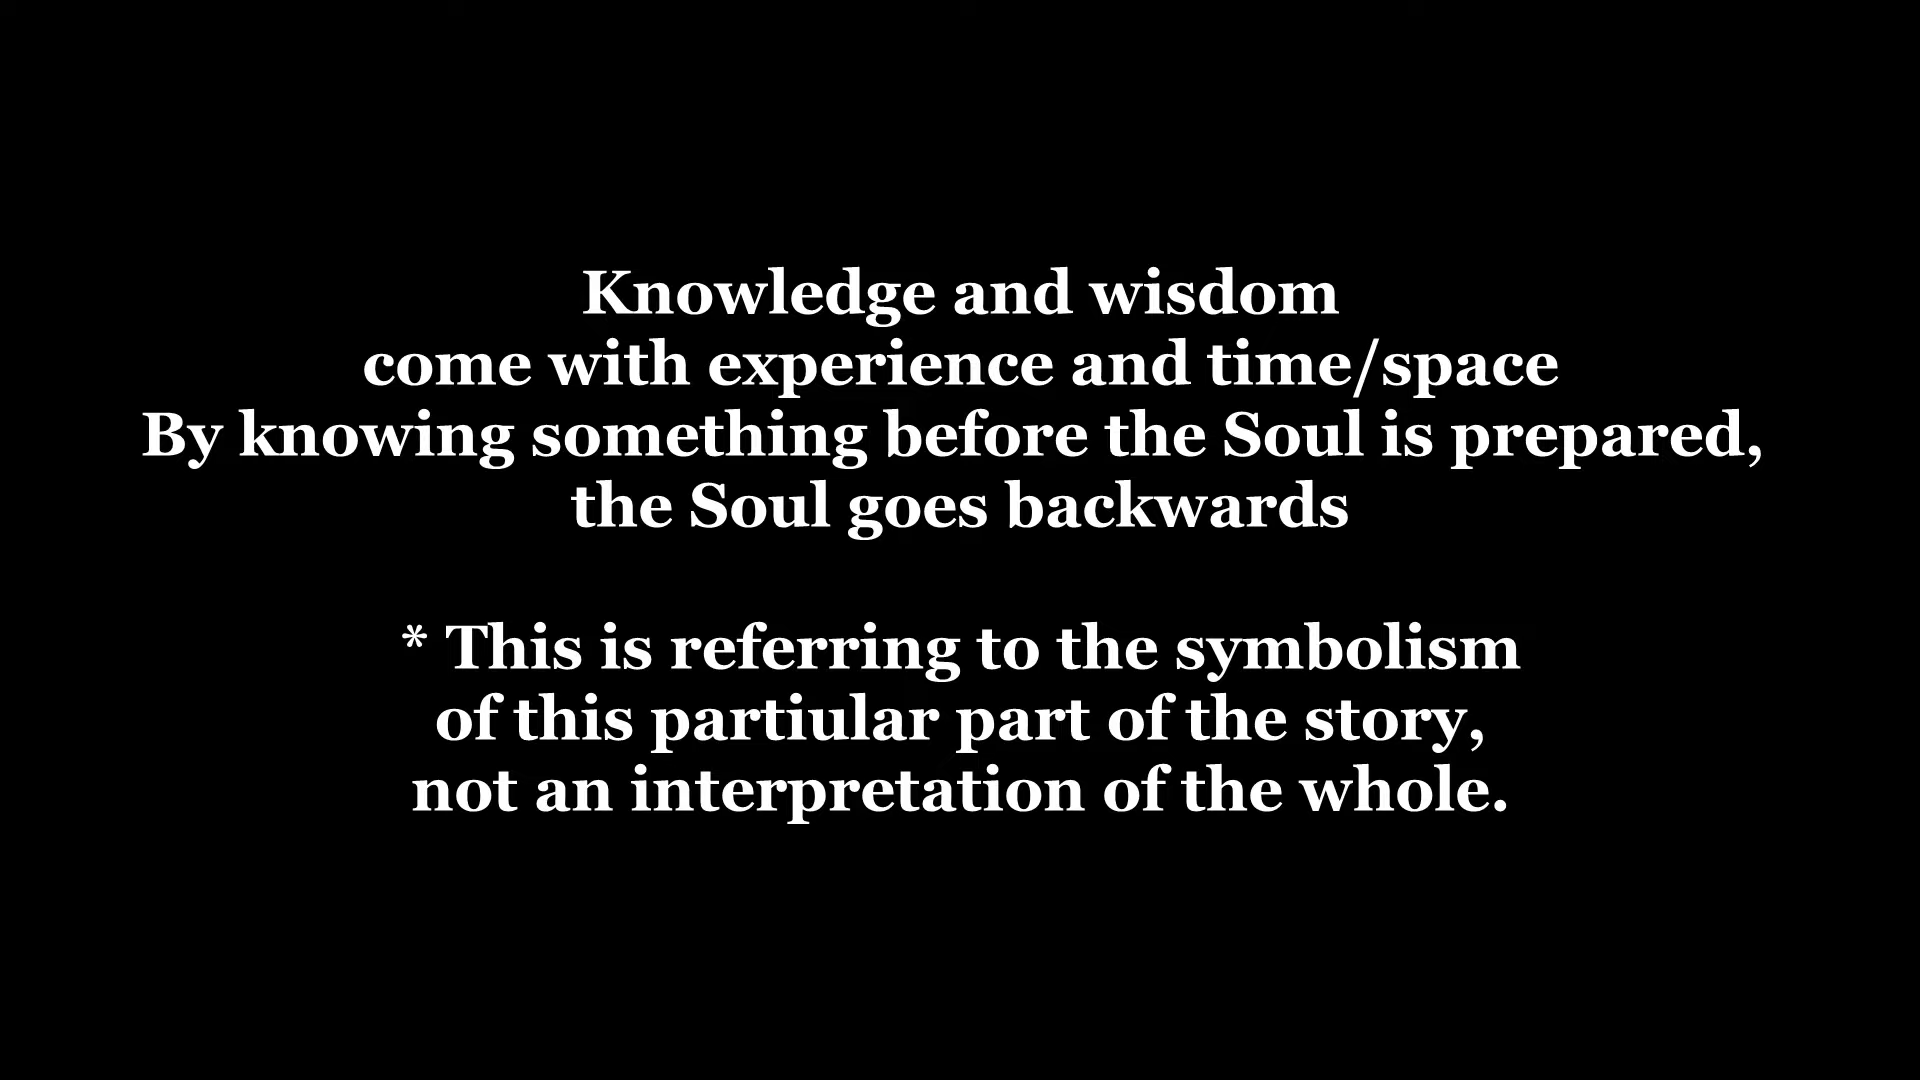 Knowledge and wisdom
come with experience and time/space
By knowing something before the Soul is prepared,
the Soul goes backwards
* This is referring to the symbolism
of this partiular part of the story,
not an interpretation of the whole.